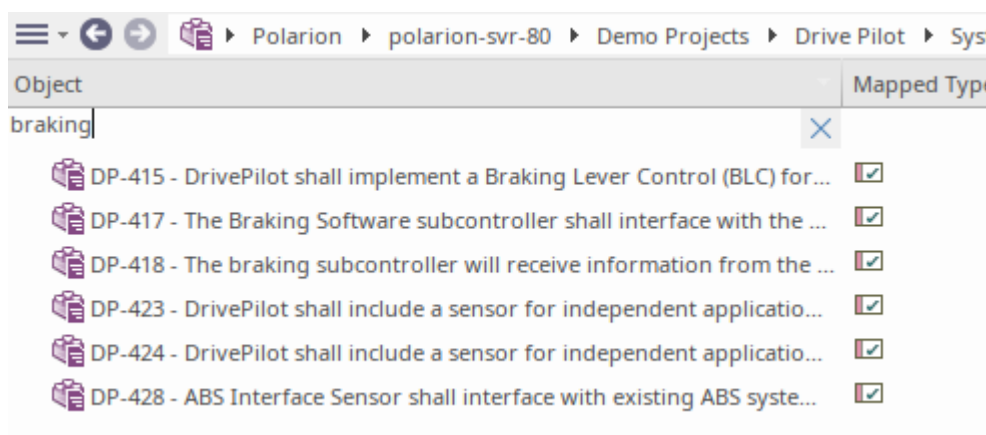 Polarion polarion-svr-80 Demo Projects Drive Pilot Sys
Object Mapped Type
braking
DP-415 - DrivePilot shall implement a Braking Lever Control (BLC) for...
DP-417 - The Braking Software subcontroller shall interface with the ...
DP-418 - The braking subcontroller will receive information from the ...
DP-423 - DrivePilot shall include a sensor for independent applicatio...
DP-424 - DrivePilot shall include a sensor for independent applicatio...
DP-428 - ABS Interface Sensor shall interface with existing ABS syste...